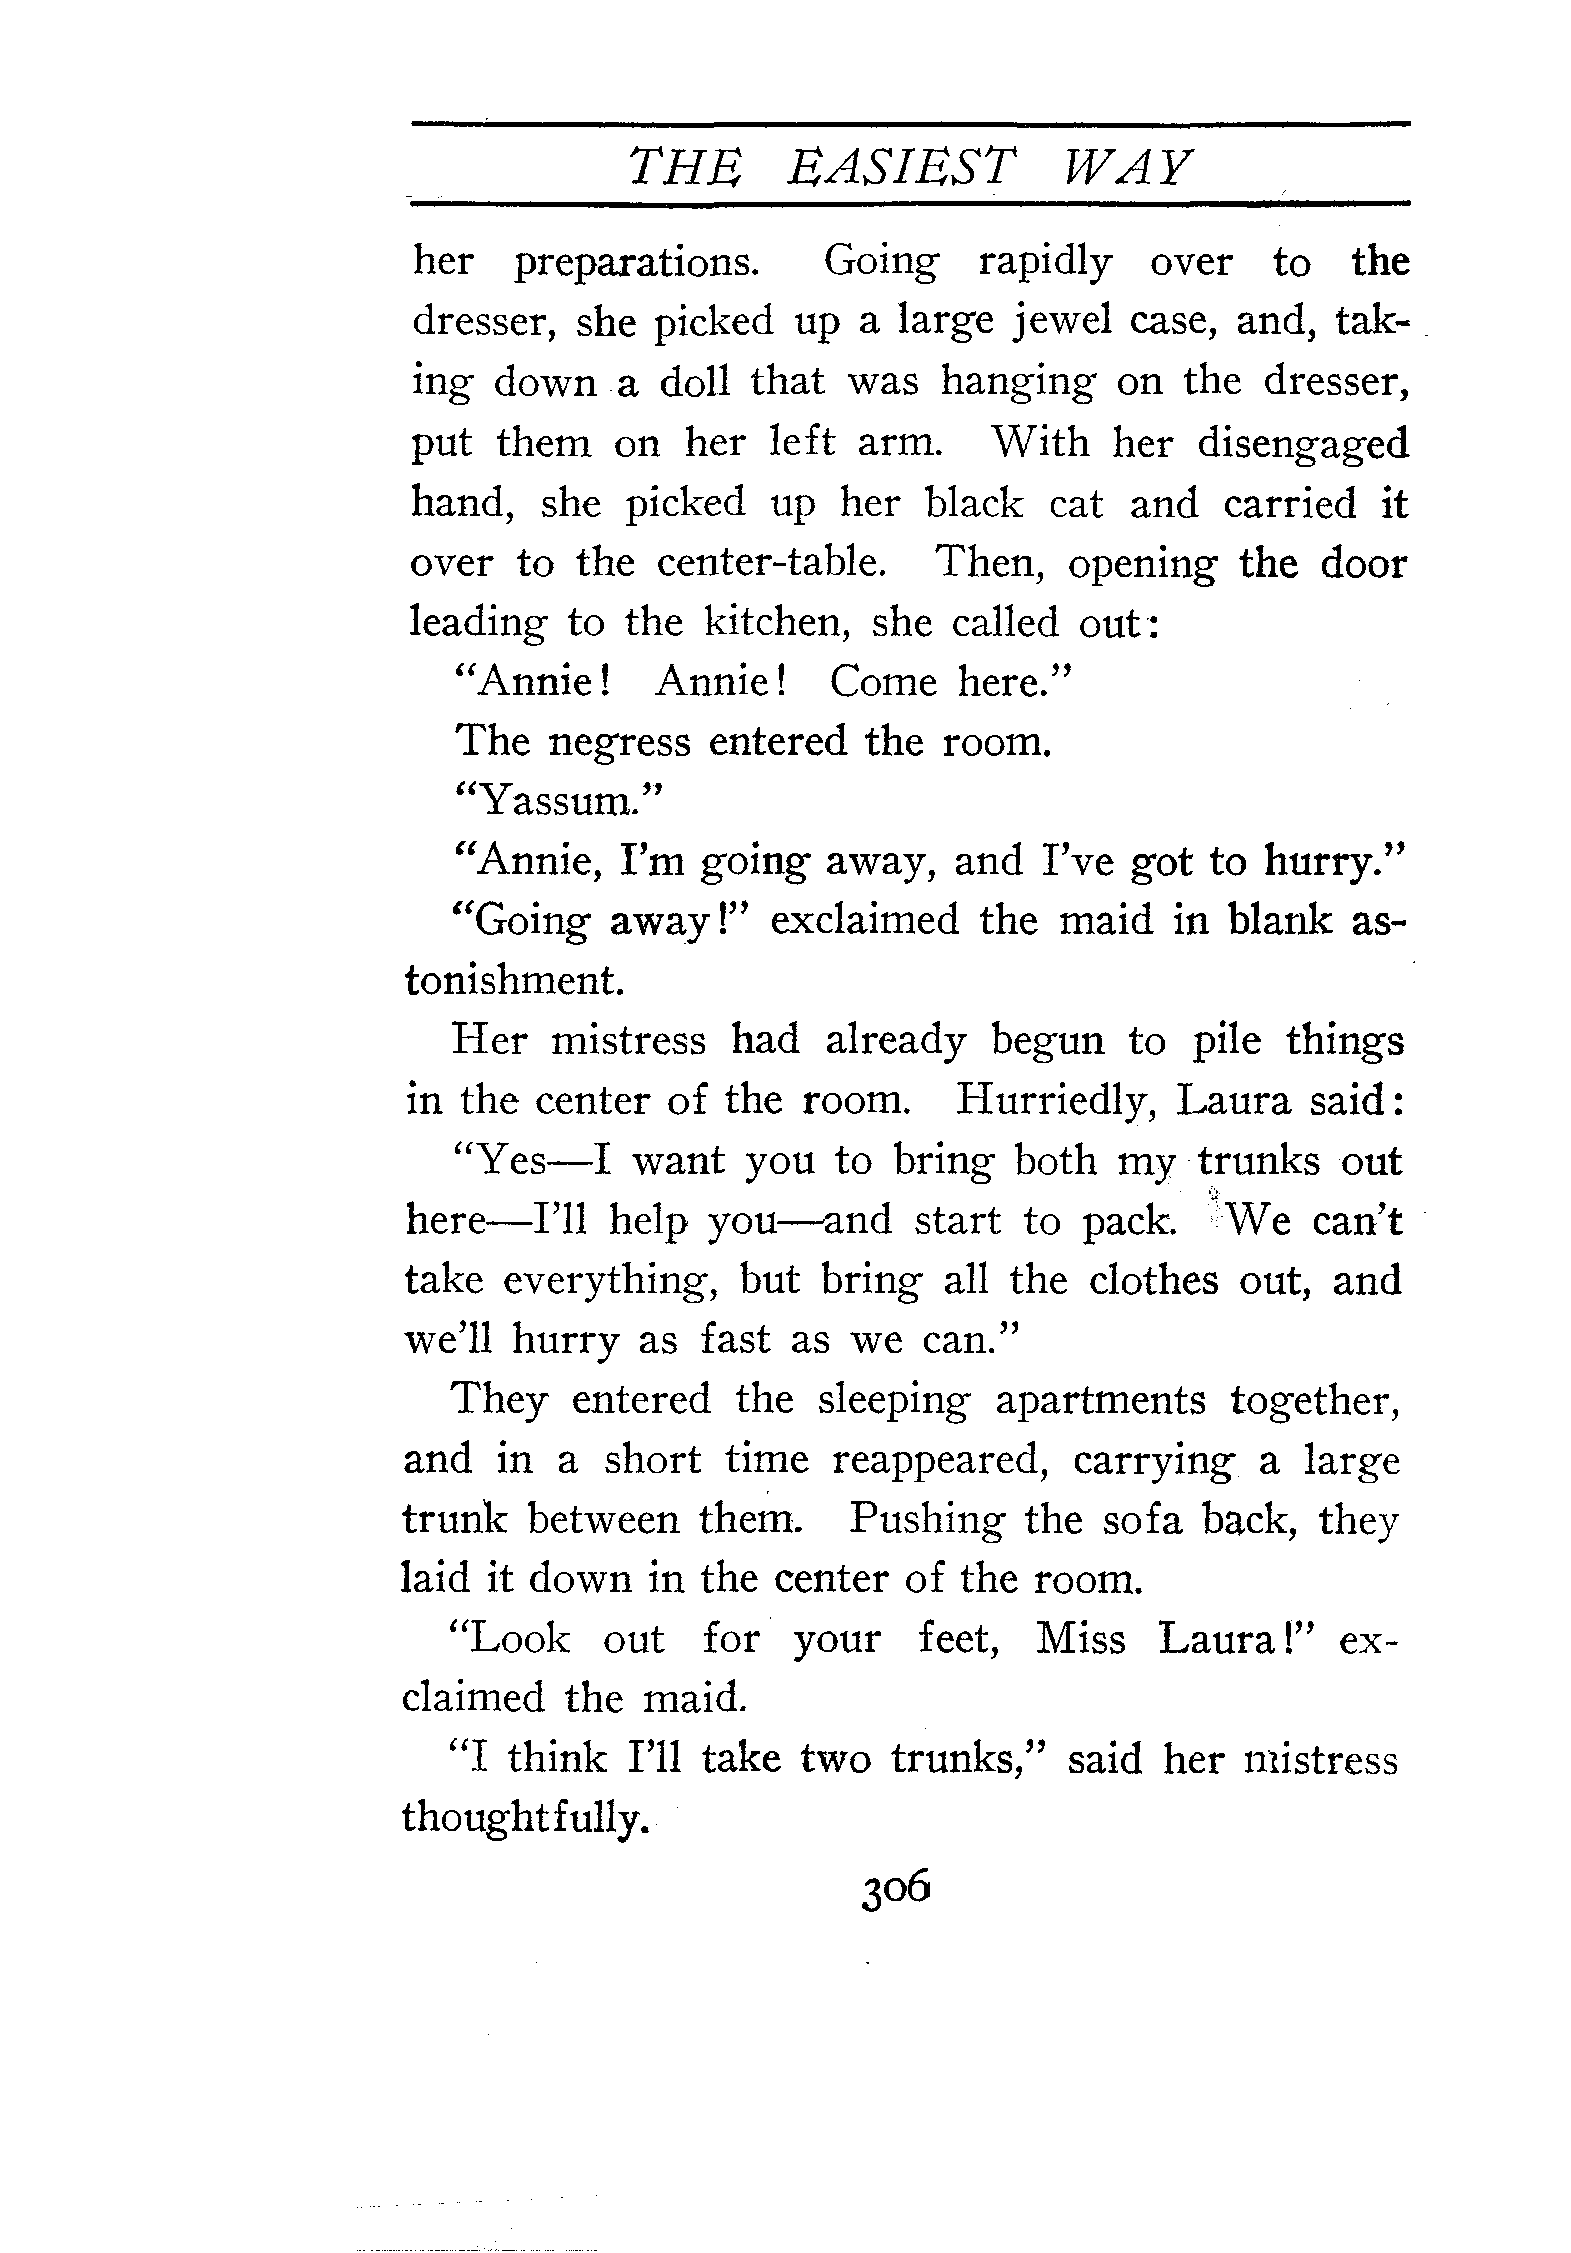 THE EASIEST WAY
her preparations. Going rapidly over to the
dresser, she picked up a large jewel case, and, tak-
ing down a doll that was hanging on the dresser,
put them on her left arm. With her disengaged
hand, she picked up her black cat and carried it
over to the center-table. Then, opening the door
leading to the kitchen, she called out:
“Annie! Annie! Come here.”
The negress entered the room.
“Yassum.”
“Annie, I’m going away, and I’ve got to hurry.”
“Going away!” exclaimed the maid in blank as-
tonishment.
Her mistress had already begun to pile things
in the center of the room. Hurriedly, Laura said:
“Yes—I want you to bring both my trunks out
here—I’ll help you—and start to pack. We can’t
take everything, but bring all the clothes out, and
we’ll hurry as fast as we can.”
They entered the sleeping apartments together,
and in a short time reappeared, carrying a large
trunk between them. Pushing the sofa back, they
laid it down in the center of the room.
“Look out for your feet, Miss Laura!” ex-
claimed the maid.
“I think I’ll take two trunks,” said her mistress
thoughtfully.
306